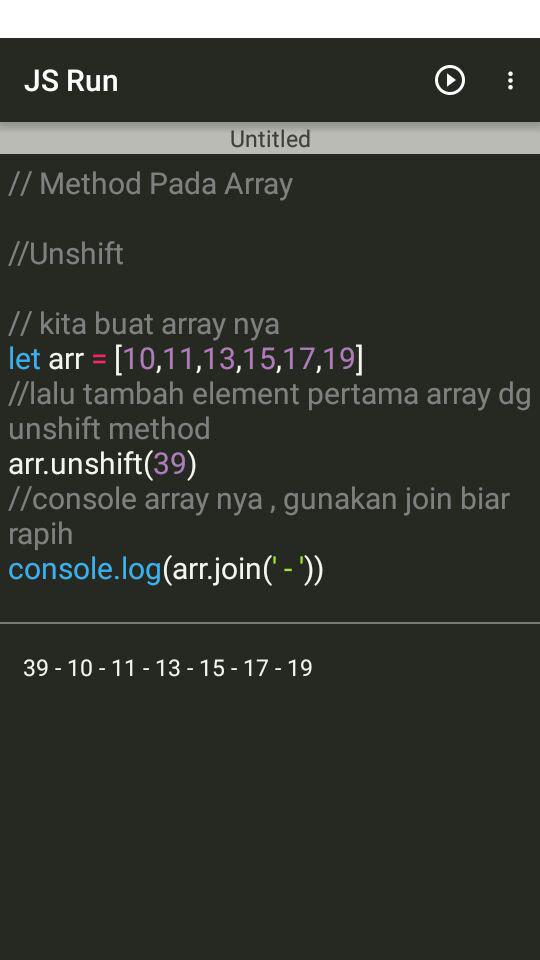 JS Run
Untitled
// Method Pada Array
//Unshift
// kita buat array nya
let arr = [10,11,13,15,17,19]
//lalu tambah element pertama array dg
unshift method
arr.unshift(39)
//console array nya , gunakan join biar
rapih
console.log(arr.join(' - '))
39 - 10 - 11 - 13 - 15 - 17 - 19